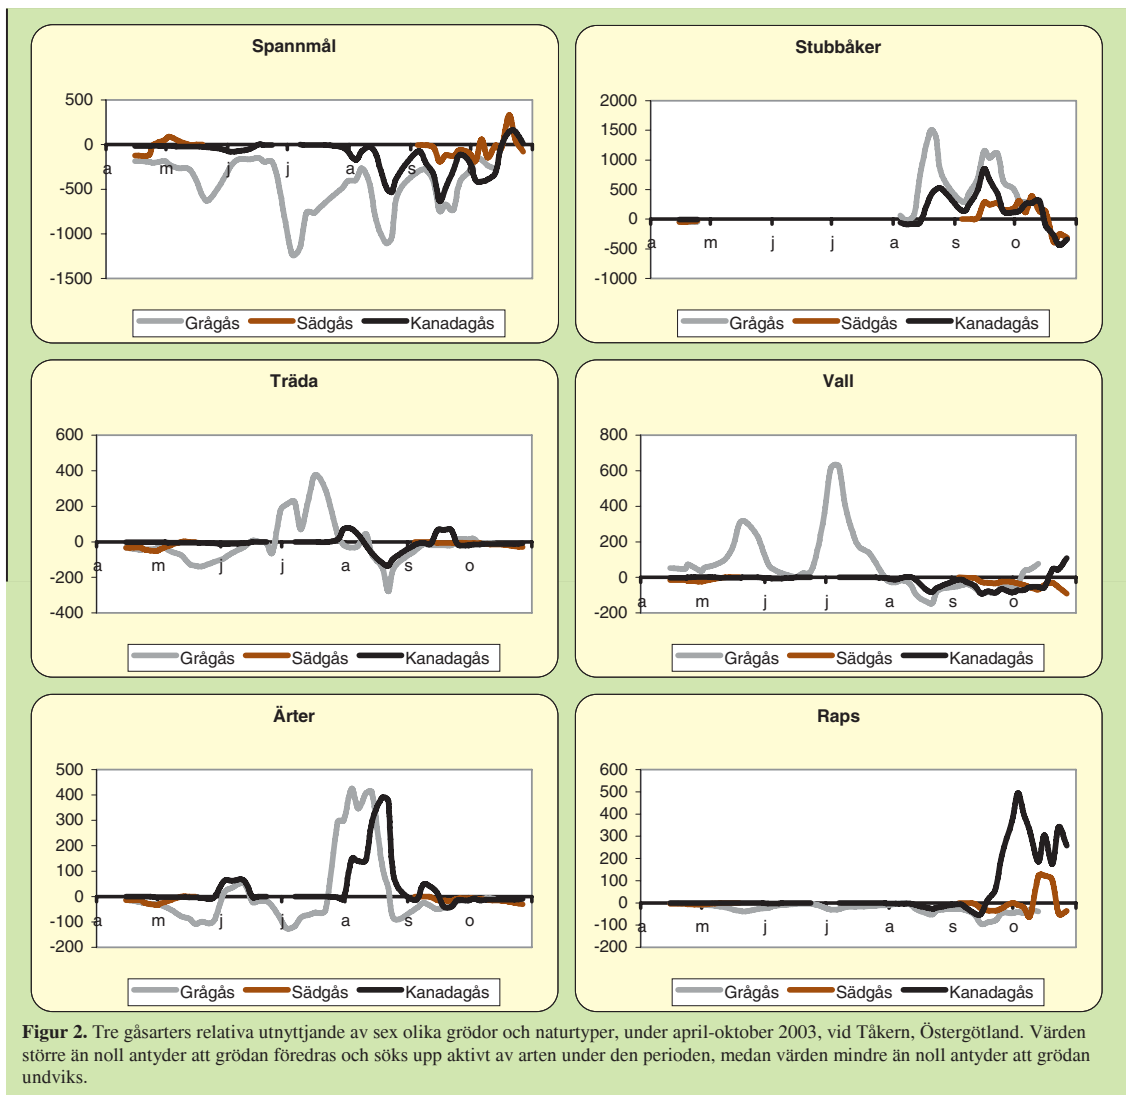 Spannmål
500
0
-500
-1000
-1500
a m j j a s o
Grågås Sädgås Kanadagås
Stubbåker
2000
1500
1000
500
0
-500
-1000
a m j j a s o
Grågås Sädgås Kanadagås
Träda
600
400
200
0
-200
-400
a m j j a s o
Grågås Sädgås Kanadagås
Vall
800
600
400
200
0
-200
a m j j a s o
Grågås Sädgås Kanadagås
Ärter
500
400
300
200
100
0
-100
-200
a m j j a s o
Grågås Sädgås Kanadagås
Raps
600
500
400
300
200
100
0
-100
-200
a m j j a s o
Grågås Sädgås Kanadagås
Figur 2. Tre gåsarters relativa utnyttjande av sex olika grödor och naturtyper, under april-oktober 2003, vid Tåkern, Östergötland. Värden
större än noll antyder att grödan föredras och söks upp aktivt av arten under den perioden, medan värden mindre än noll antyder att grödan
undviks.